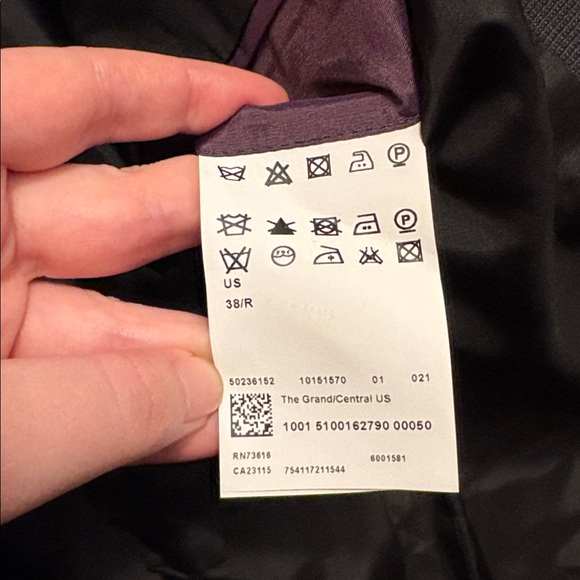 P
P
US
38/R
50236152 10151570 01 021
The Grand/Central US
1001 5100162790 00050
RN73616 6001581
CA23115 754117211544